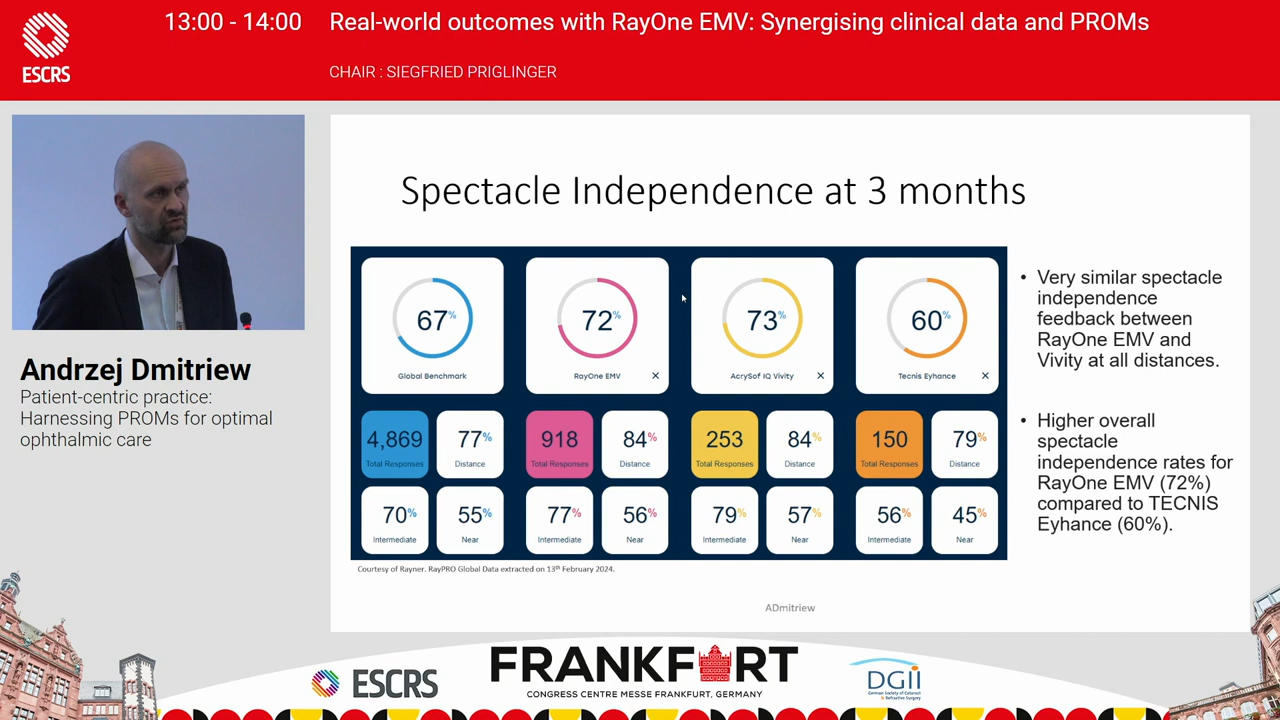 13:00 - 14:00 Real-world outcomes with RayOne EMV: Synergising clinical data and PROMs
ESCRS
CHAIR : SIEGFRIED PRIGLINGER
Andrzej Dmitriew
Patient-centric practice:
Harnessing PROMs for optimal
ophthalmic care
Spectacle Independence at 3 months
67% 72% 73% 60%
Global Benchmark RayOne EMV × AcrySof IQ Vivity × Tecnis Eyhance ×
4,869 77% 918 84% 253 84% 150 79%
Total Responses Distance Total Responses Distance Total Responses Distance Total Responses Distance
70% 55% 77% 56% 79% 57% 56% 45%
Intermediate Near Intermediate Near Intermediate Near Intermediate Near
Courtesy of Rayner. RayPRO Global Data extracted on 13th February 2024.
• Very similar spectacle
independence
feedback between
RayOne EMV and
Vivity at all distances.
• Higher overall
spectacle
independence rates for
RayOne EMV (72%)
compared to TECNIS
Eyhance (60%).
ADmitriew
ESCRS
FRANKFURT
CONGRESS CENTRE MESSE FRANKFURT, GERMANY
DGII
German Society of Cataract
& Refractive Surgery